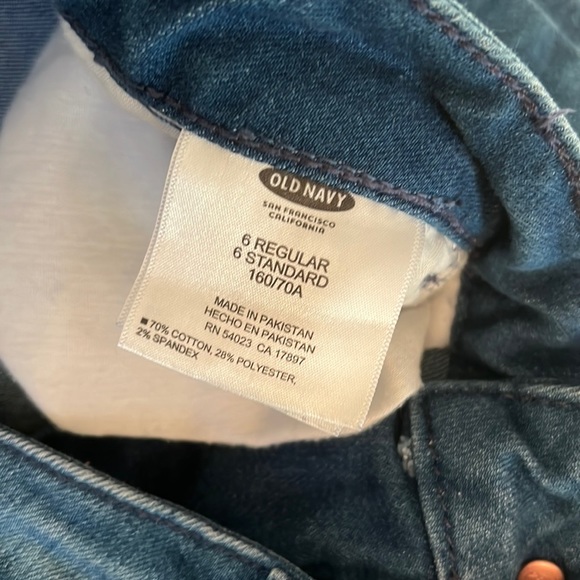 OLD NAVY
SAN FRANCISCO
CALIFORNIA
6 REGULAR
6 STANDARD
160/70A
MADE IN PAKISTAN
HECHO EN PAKISTAN
RN 54023 CA 17897
■ 70% COTTON, 28% POLYESTER,
2% SPANDEX.